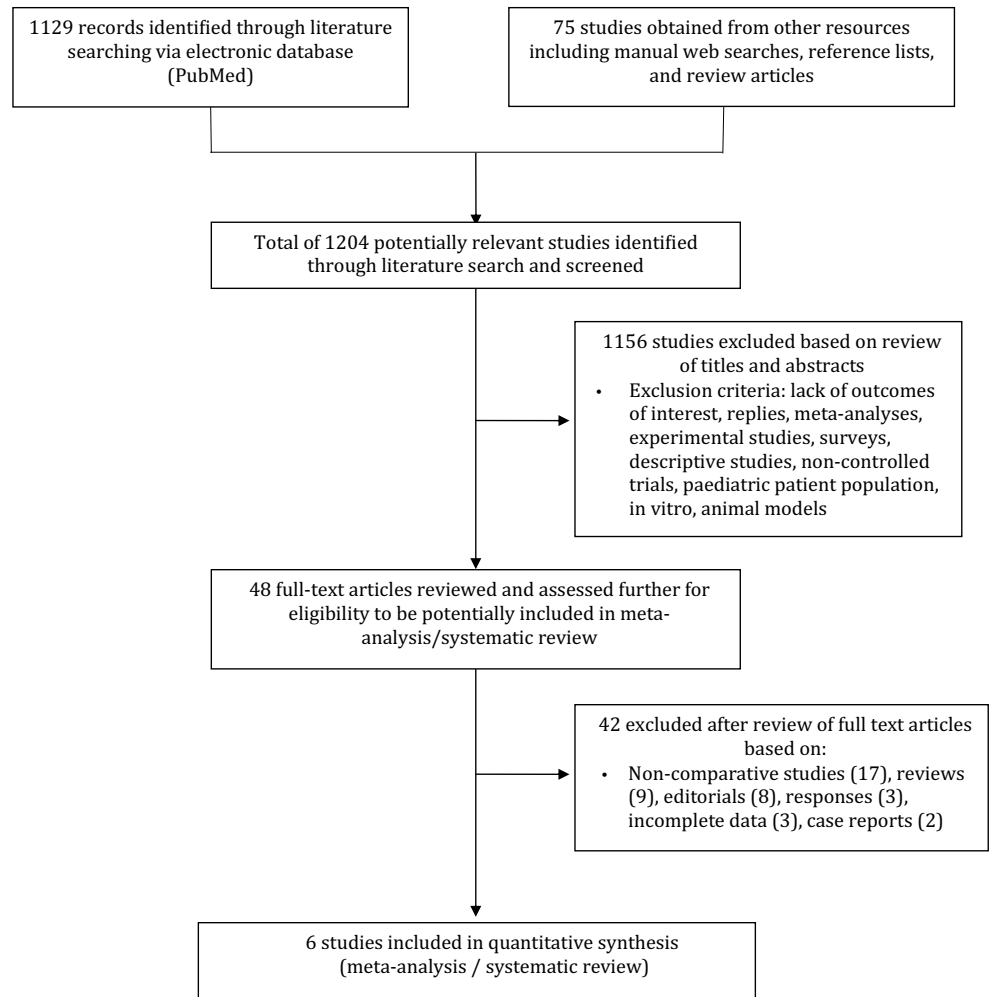 1129 records identified through literature
searching via electronic database
(PubMed)
75 studies obtained from other resources
including manual web searches, reference lists,
and review articles
Total of 1204 potentially relevant studies identified
through literature search and screened
1156 studies excluded based on review
of titles and abstracts
• Exclusion criteria: lack of outcomes
of interest, replies, meta-analyses,
experimental studies, surveys,
descriptive studies, non-controlled
trials, paediatric patient population,
in vitro, animal models
48 full-text articles reviewed and assessed further for
eligibility to be potentially included in meta-
analysis/systematic review
42 excluded after review of full text articles
based on:
• Non-comparative studies (17), reviews
(9), editorials (8), responses (3),
incomplete data (3), case reports (2)
6 studies included in quantitative synthesis
(meta-analysis / systematic review)